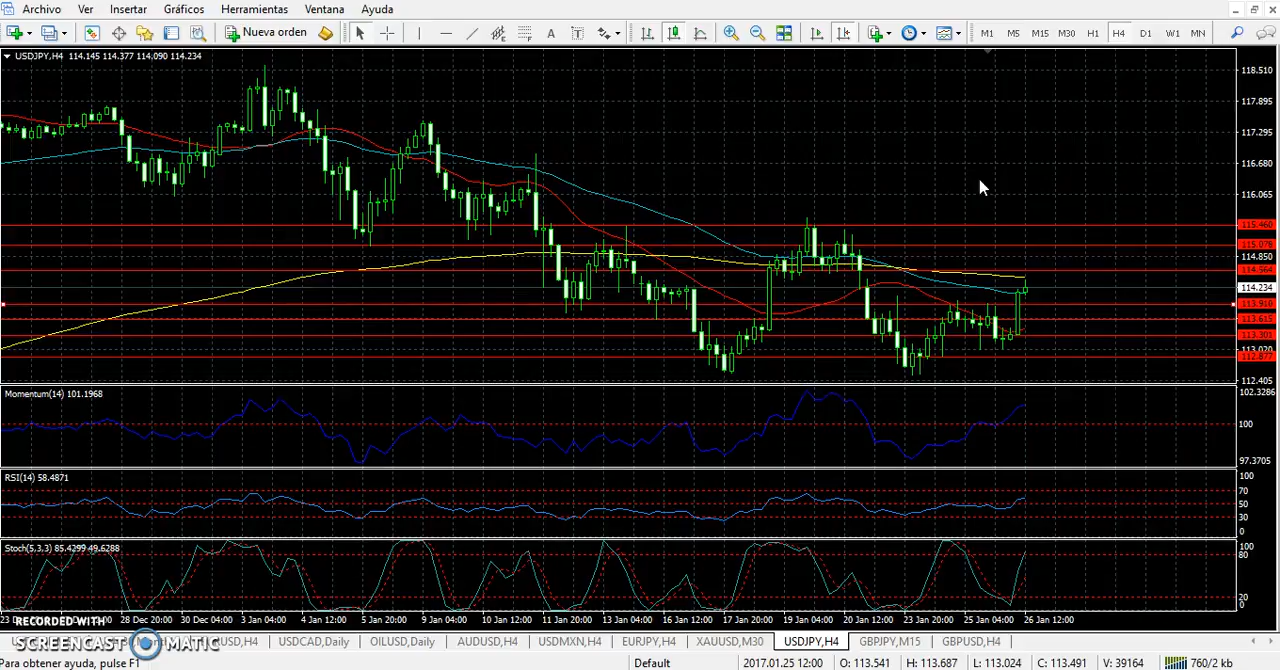 Archivo Ver Insertar Gráficos Herramientas Ventana Ayuda
Nueva orden A T M1 M5 M15 M30 H1 H4 D1 W1 MN
USDJPY,H4 114.145 114.377 114.090 114.234
118.510
117.895
117.295
116.680
116.065
115.460
115.078
114.850
114.564
114.234
113.910
113.615
113.301
113.020
112.877
112.405
Momentum(14) 101.1968
102.3286
100
97.3705
RSI(14) 58.4871
100
70
50
30
0
Stoch(5,3,3) 85.4299 49.6288
100
80
20
0
28 Dec 20:00 30 Dec 04:00 3 Jan 04:00 4 Jan 12:00 5 Jan 20:00 9 Jan 04:00 10 Jan 12:00 11 Jan 20:00 13 Jan 04:00 16 Jan 12:00 17 Jan 20:00 19 Jan 04:00 20 Jan 12:00 23 Jan 20:00 25 Jan 04:00 26 Jan 12:00
RECORDED WITH
SCREENCAST-O-MATIC
USDCAD,Daily OILUSD,Daily AUDUSD,H4 USDMXN,H4 EURJPY,H4 XAUUSD,M30 USDJPY,H4 GBPJPY,M15 GBPUSD,H4
Para obtener ayuda, pulse F1 Default 2017.01.25 12:00 O: 113.541 H: 113.687 L: 113.024 C: 113.491 V: 39164 760/2 kb